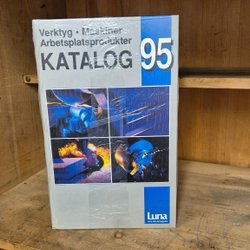 Verktyg • Maskiner
Arbetsplatsprodukter
KATALOG 95
Luna